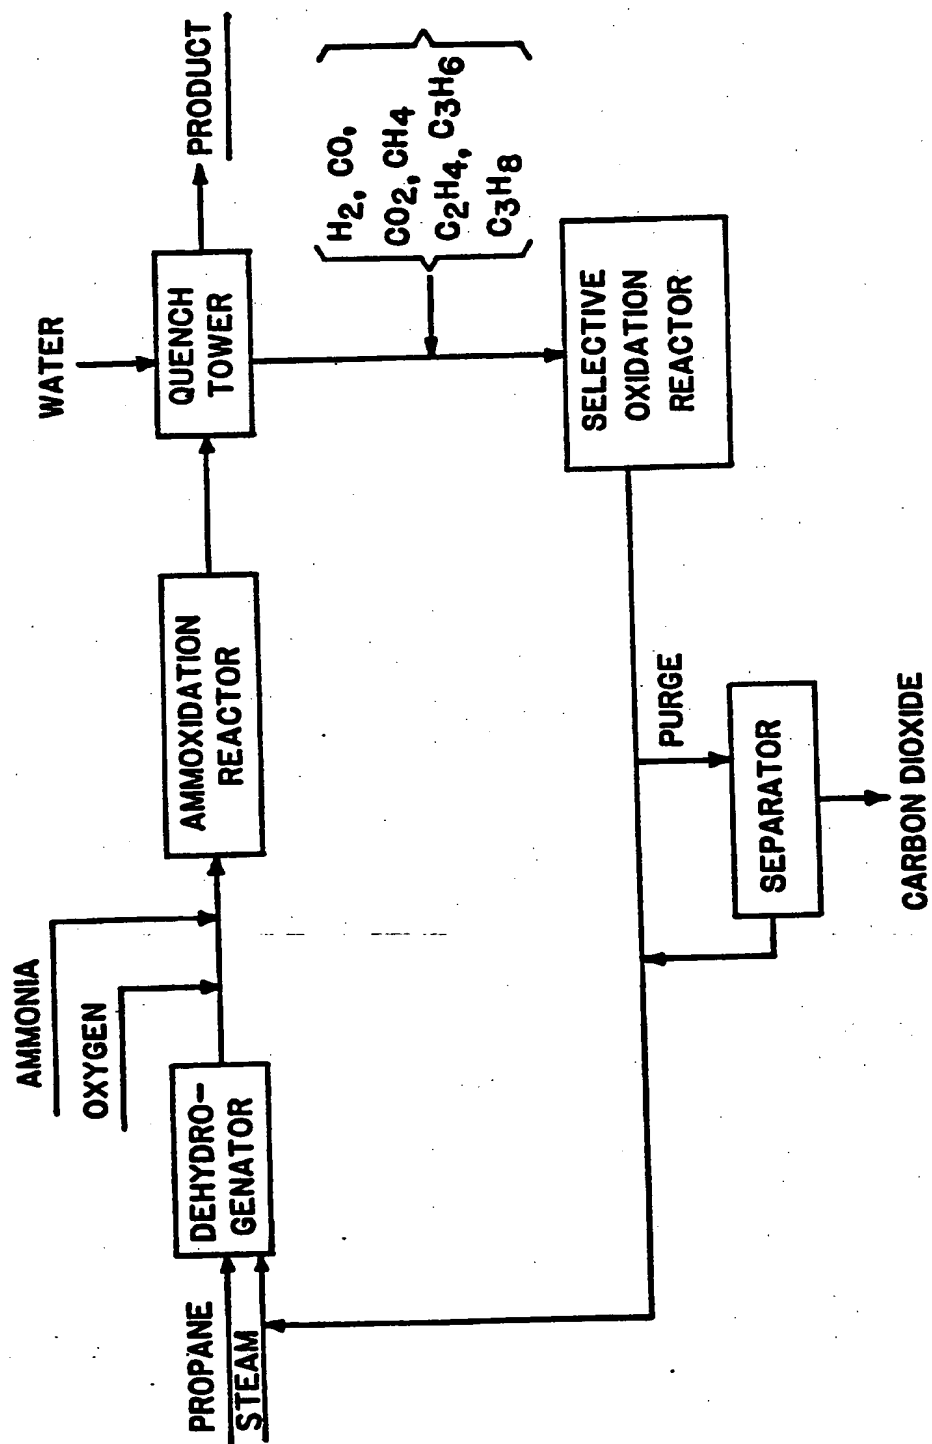 AMMONIA
OXYGEN
WATER
PROPANE
STEAM
DEHYDRO-
GENATOR
AMMOXIDATION
REACTOR
QUENCH
TOWER
PRODUCT
H2, CO,
CO2, CH4
C2H4, C3H6
C3H8
SELECTIVE
OXIDATION
REACTOR
PURGE
SEPARATOR
CARBON DIOXIDE